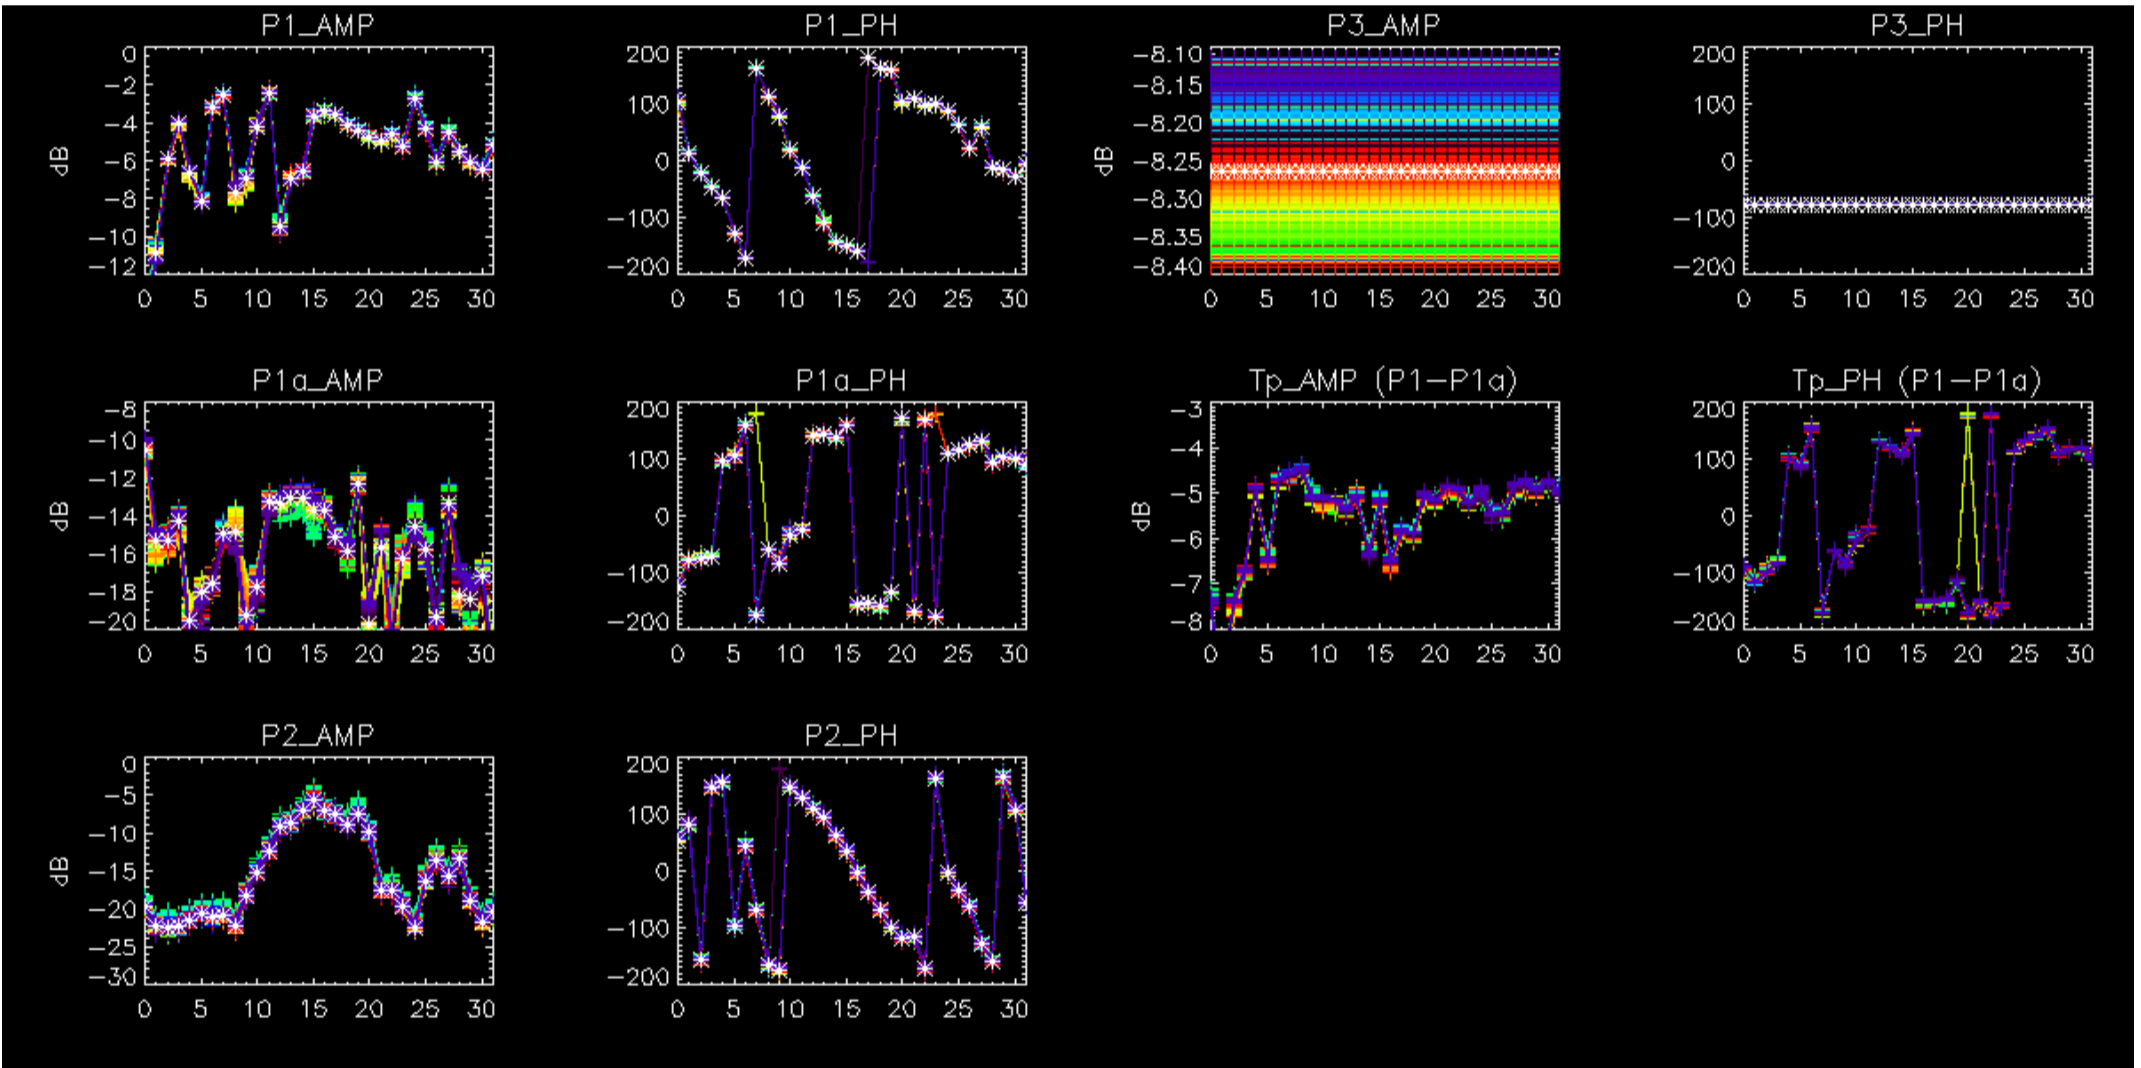 P1_AMP
dB
0
−2
−4
−6
−8
−10
−12
0 5 10 15 20 25 30
P1_PH
200
100
0
−100
−200
0 5 10 15 20 25 30
P3_AMP
dB
−8.10
−8.15
−8.20
−8.25
−8.30
−8.35
−8.40
0 5 10 15 20 25 30
P3_PH
200
100
0
−100
−200
0 5 10 15 20 25 30
P1a_AMP
dB
−8
−10
−12
−14
−16
−18
−20
0 5 10 15 20 25 30
P1a_PH
200
100
0
−100
−200
0 5 10 15 20 25 30
Tp_AMP (P1−P1a)
dB
−3
−4
−5
−6
−7
−8
0 5 10 15 20 25 30
Tp_PH (P1−P1a)
200
100
0
−100
−200
0 5 10 15 20 25 30
P2_AMP
dB
0
−5
−10
−15
−20
−25
−30
0 5 10 15 20 25 30
P2_PH
200
100
0
−100
−200
0 5 10 15 20 25 30